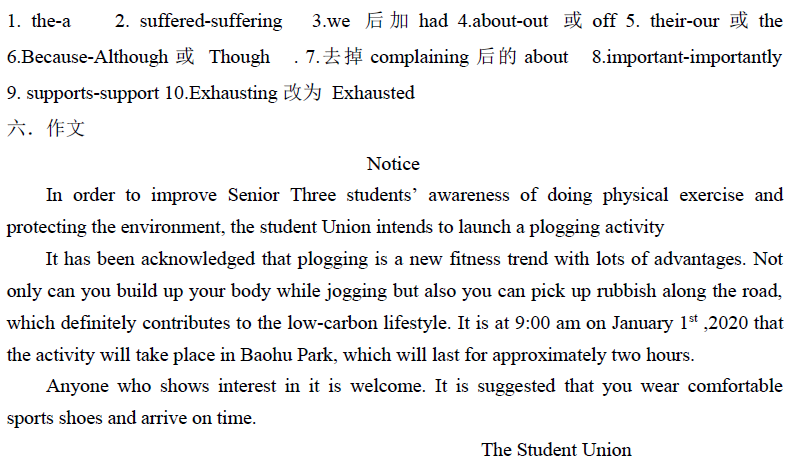 1. the-a 2. suffered-suffering 3.we 后加 had 4.about-out 或 off 5. their-our 或 the
6.Because-Although 或 Though . 7.去掉 complaining 后的 about 8.important-importantly
9. supports-support 10.Exhausting 改为 Exhausted
六．作文
Notice
In order to improve Senior Three students’ awareness of doing physical exercise and
protecting the environment, the student Union intends to launch a plogging activity
It has been acknowledged that plogging is a new fitness trend with lots of advantages. Not
only can you build up your body while jogging but also you can pick up rubbish along the road,
which definitely contributes to the low-carbon lifestyle. It is at 9:00 am on January 1st ,2020 that
the activity will take place in Baohu Park, which will last for approximately two hours.
Anyone who shows interest in it is welcome. It is suggested that you wear comfortable
sports shoes and arrive on time.
The Student Union